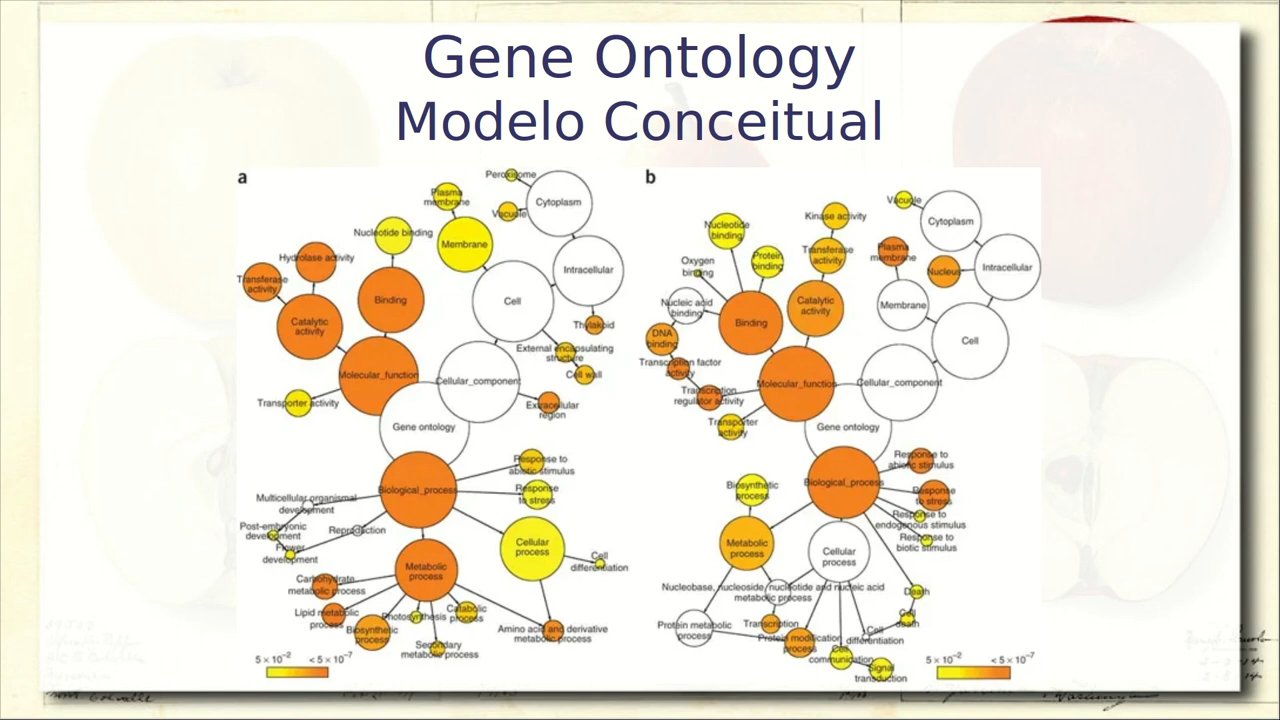 Gene Ontology
Modelo Conceitual
a
Peroxisome
Plasma
membrane
Vacuole
Cytoplasm
Nucleotide binding
Membrane
Hydrolase activity
Intracellular
Transferase
activity
Binding
Cell
Catalytic
activity
Thylakoid
External encapsulating
structure
Cell wall
Molecular_function
Cellular_component
Transporter activity
Extracellular
region
Gene ontology
Response to
abiotic stimulus
Biological_process
Response
to stress
Multicellular organismal
development
Post-embryonic
development
Reproduction
Flower
development
Cellular
process
Cell
differentiation
Metabolic
process
Carbohydrate
metabolic process
Lipid metabolic
process
Photosynthesis
Catabolic
process
Biosynthetic
process
Secondary
metabolic process
Amino acid and derivative
metabolic process
5 × 10⁻²
< 5 × 10⁻⁷
b
Vacuole
Kinase activity
Cytoplasm
Nucleotide
binding
Transferase
activity
Plasma
membrane
Protein
binding
Oxygen
binding
Nucleus
Intracellular
Nucleic acid
binding
Catalytic
activity
Membrane
Binding
DNA
binding
Cell
Transcription factor
activity
Molecular_function
Cellular_component
Transcription
regulator activity
Transporter
activity
Gene ontology
Response to
abiotic stimulus
Biological_process
Biosynthetic
process
Response
to stress
Response to
endogenous stimulus
Response to
biotic stimulus
Metabolic
process
Cellular
process
Nucleobase, nucleoside, nucleotide and nucleic acid
metabolic process
Death
Cell
death
Protein metabolic
process
Transcription
Protein modification
process
Cell
differentiation
Cell
communication
Signal
transduction
5 × 10⁻²
< 5 × 10⁻⁷